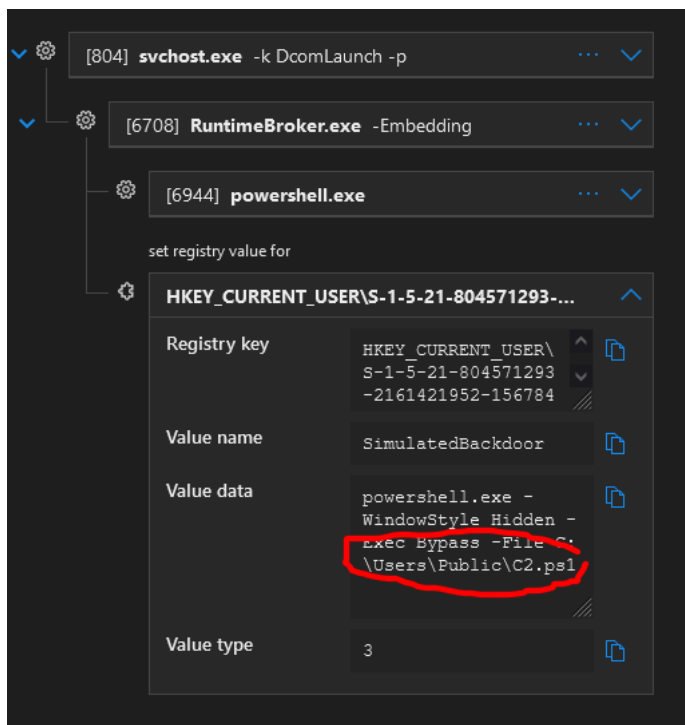 [804] svchost.exe -k DcomLaunch -p ...
[6708] RuntimeBroker.exe -Embedding ...
[6944] powershell.exe ...
set registry value for
HKEY_CURRENT_USER\S-1-5-21-804571293-...
Registry key
HKEY_CURRENT_USER\
S-1-5-21-804571293
-2161421952-156784
Value name
SimulatedBackdoor
Value data
powershell.exe -
WindowStyle Hidden -
Exec Bypass -File C:
\Users\Public\C2.ps1
Value type
3